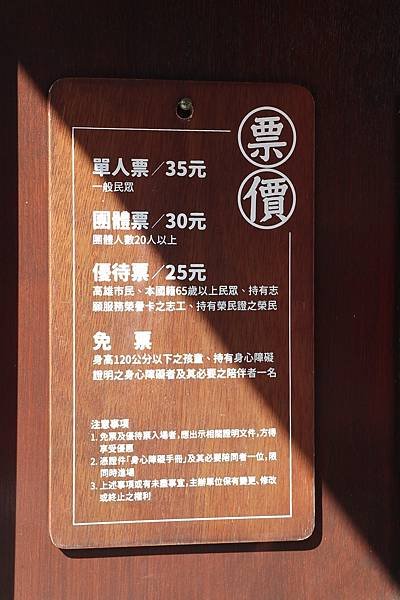 票價
單人票／35元
一般民眾
團體票／30元
團體人數20人以上
優待票／25元
高雄市民、本國籍65歲以上民眾、持有志
願服務榮譽卡之志工、持有榮民證之榮民
免 票
身高120公分以下之孩童、持有身心障礙
證明之身心障礙者及其必要之陪伴者一名
注意事項
1. 免票及優待票入場者，應出示相關證明文件，方得
享受優惠
2. 憑證件「身心障礙手冊」及其必要陪同者一位，限
同時進場
3. 上述事項或有未盡事宜，主辦單位保有變更、修改
或終止之權利